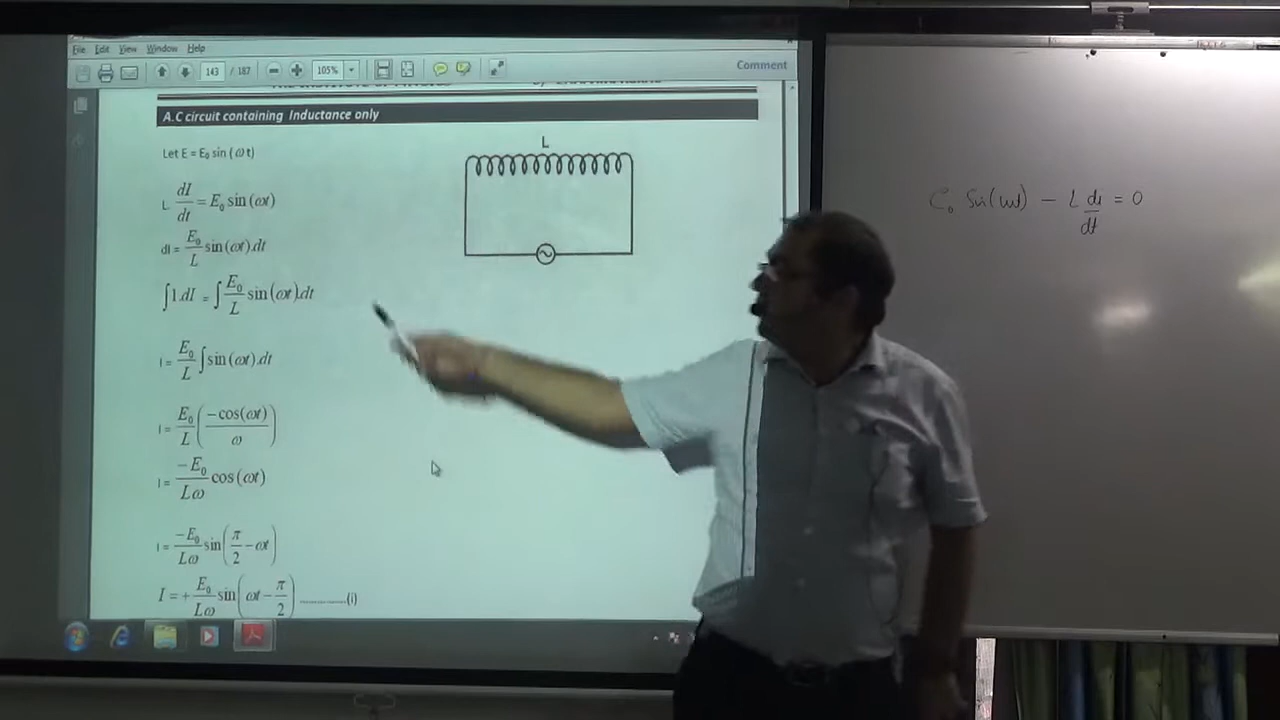 File Edit View Window Help
143 / 187 105% Comment
A.C circuit containing Inductance only
Let E = E₀ sin (ωt)
L dI/dt = E₀ sin(ωt)
dI = E₀/L sin(ωt).dt
∫1.dI = ∫E₀/L sin(ωt).dt
I = E₀/L ∫sin(ωt).dt
I = E₀/L (−cos(ωt)/ω)
I = −E₀/Lω cos(ωt)
I = −E₀/Lω sin(π/2 − ωt)
I = + E₀/Lω sin(ωt − π/2) ..............(i)
L
Sin(ωt) − L di/dt = 0